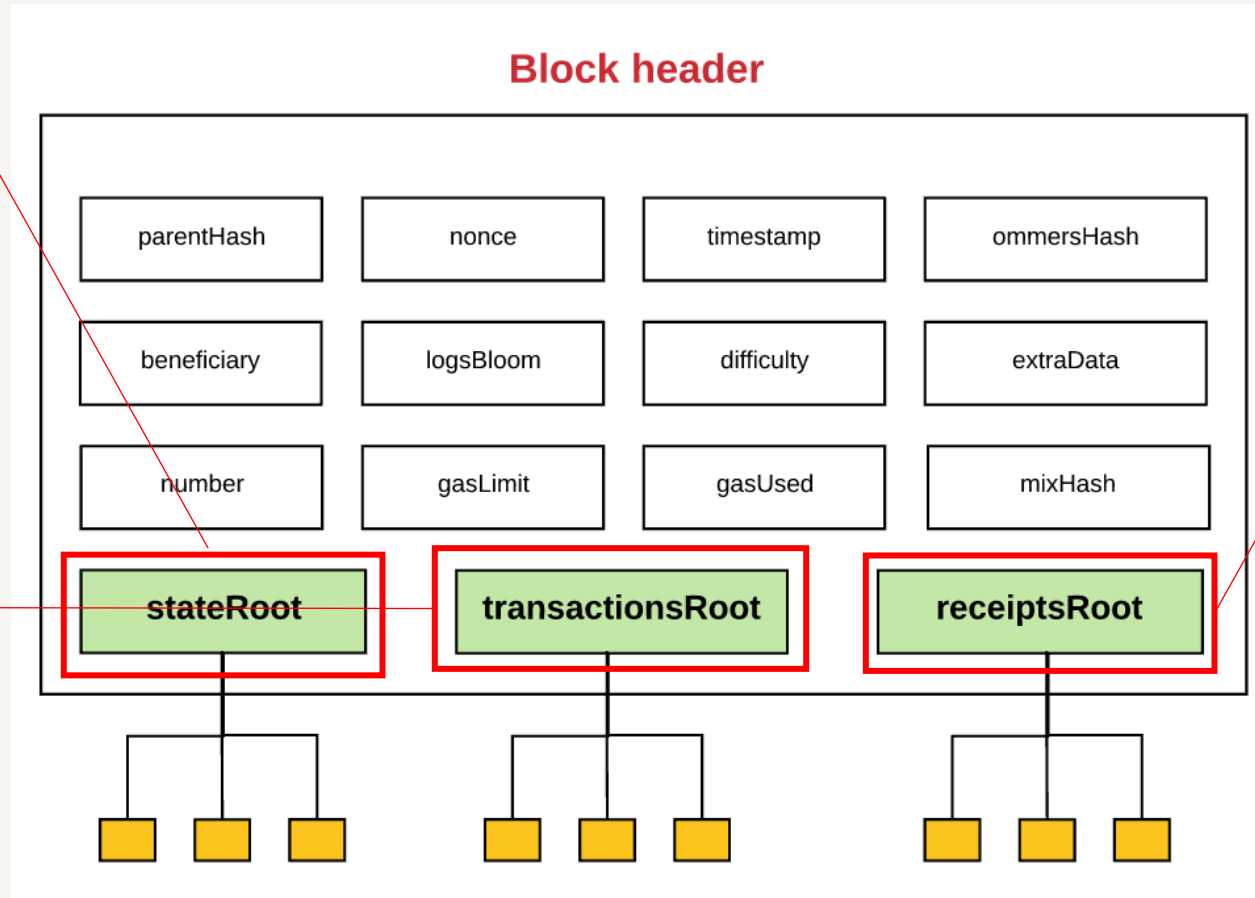 Block header
parentHash nonce timestamp ommersHash
beneficiary logsBloom difficulty extraData
number gasLimit gasUsed mixHash
stateRoot transactionsRoot receiptsRoot